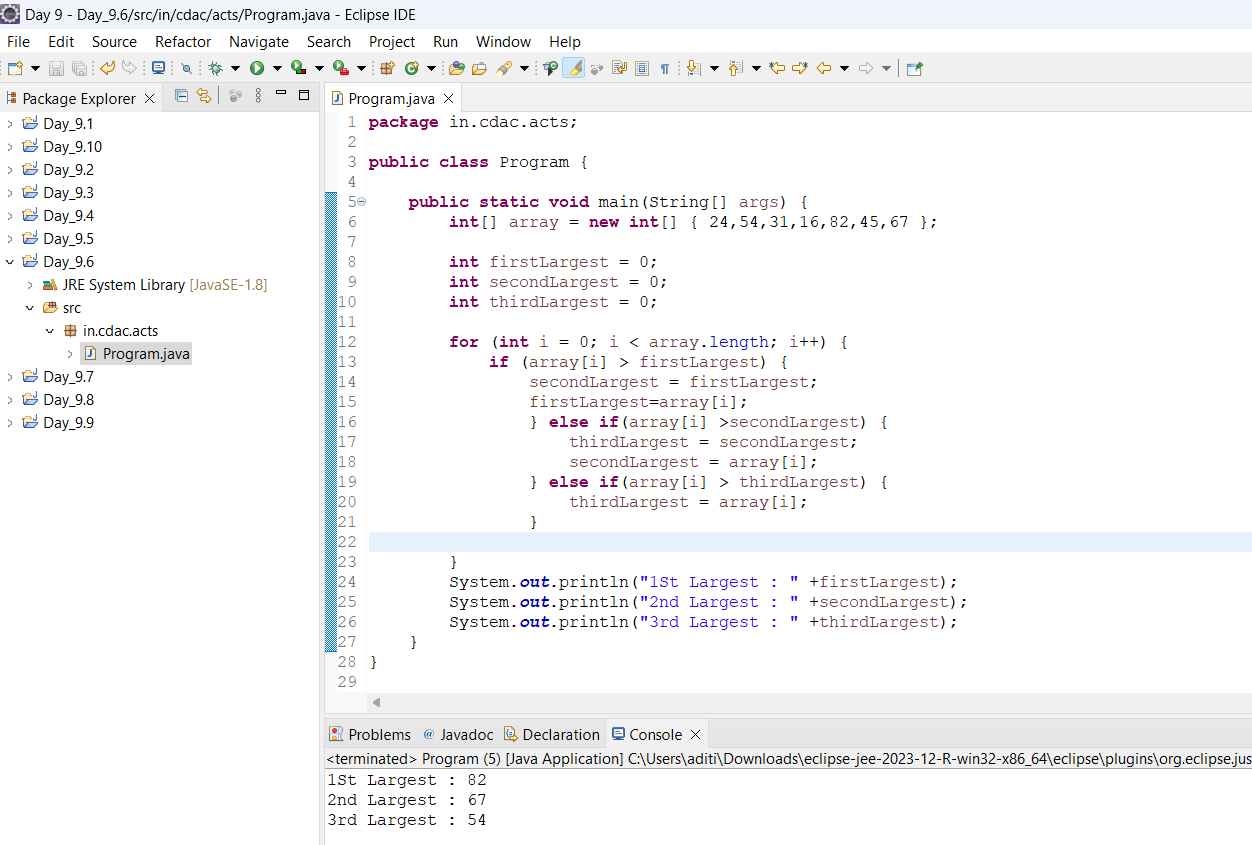 Day 9 - Day_9.6/src/in/cdac/acts/Program.java - Eclipse IDE
File Edit Source Refactor Navigate Search Project Run Window Help
Package Explorer
Day_9.1
Day_9.10
Day_9.2
Day_9.3
Day_9.4
Day_9.5
Day_9.6
JRE System Library [JavaSE-1.8]
src
in.cdac.acts
Program.java
Day_9.7
Day_9.8
Day_9.9
Program.java
1 package in.cdac.acts;
2
3 public class Program {
4
5     public static void main(String[] args) {
6         int[] array = new int[] { 24,54,31,16,82,45,67 };
7
8         int firstLargest = 0;
9         int secondLargest = 0;
10         int thirdLargest = 0;
11
12         for (int i = 0; i < array.length; i++) {
13             if (array[i] > firstLargest) {
14                 secondLargest = firstLargest;
15                 firstLargest=array[i];
16                 } else if(array[i] >secondLargest) {
17                     thirdLargest = secondLargest;
18                     secondLargest = array[i];
19                 } else if(array[i] > thirdLargest) {
20                     thirdLargest = array[i];
21                 }
22
23         }
24         System.out.println("1St Largest : " +firstLargest);
25         System.out.println("2nd Largest : " +secondLargest);
26         System.out.println("3rd Largest : " +thirdLargest);
27     }
28 }
29
Problems @ Javadoc Declaration Console
<terminated> Program (5) [Java Application] C:\Users\aditi\Downloads\eclipse-jee-2023-12-R-win32-x86_64\eclipse\plugins\org.eclipse.jus
1St Largest : 82
2nd Largest : 67
3rd Largest : 54